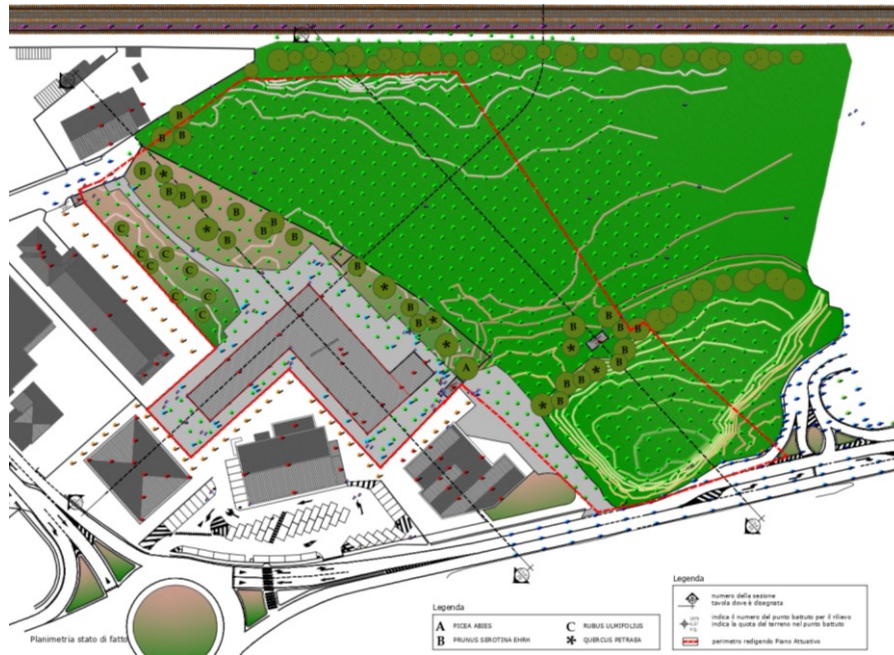 Planimetria stato di fatto
Legenda
A PICEA ABIES
B PRUNUS SEROTINA EHRH
C RUBUS ULMIFOLIUS
* QUERCUS PETRAEA
Legenda
numero della sezione
tavola dove è disegnata
indica il numero del punto battuto per il rilievo
indica la quota del terreno nel punto battuto
perimetro redigendo Piano Attuativo
B
B
B
B
*
B
B
B
B
B
B
B
*
B
C
C
C
C
C
C
C
C
B
*
B
B
*
*
A
B
B
B
B
*
B
B
*
B
B
B
*